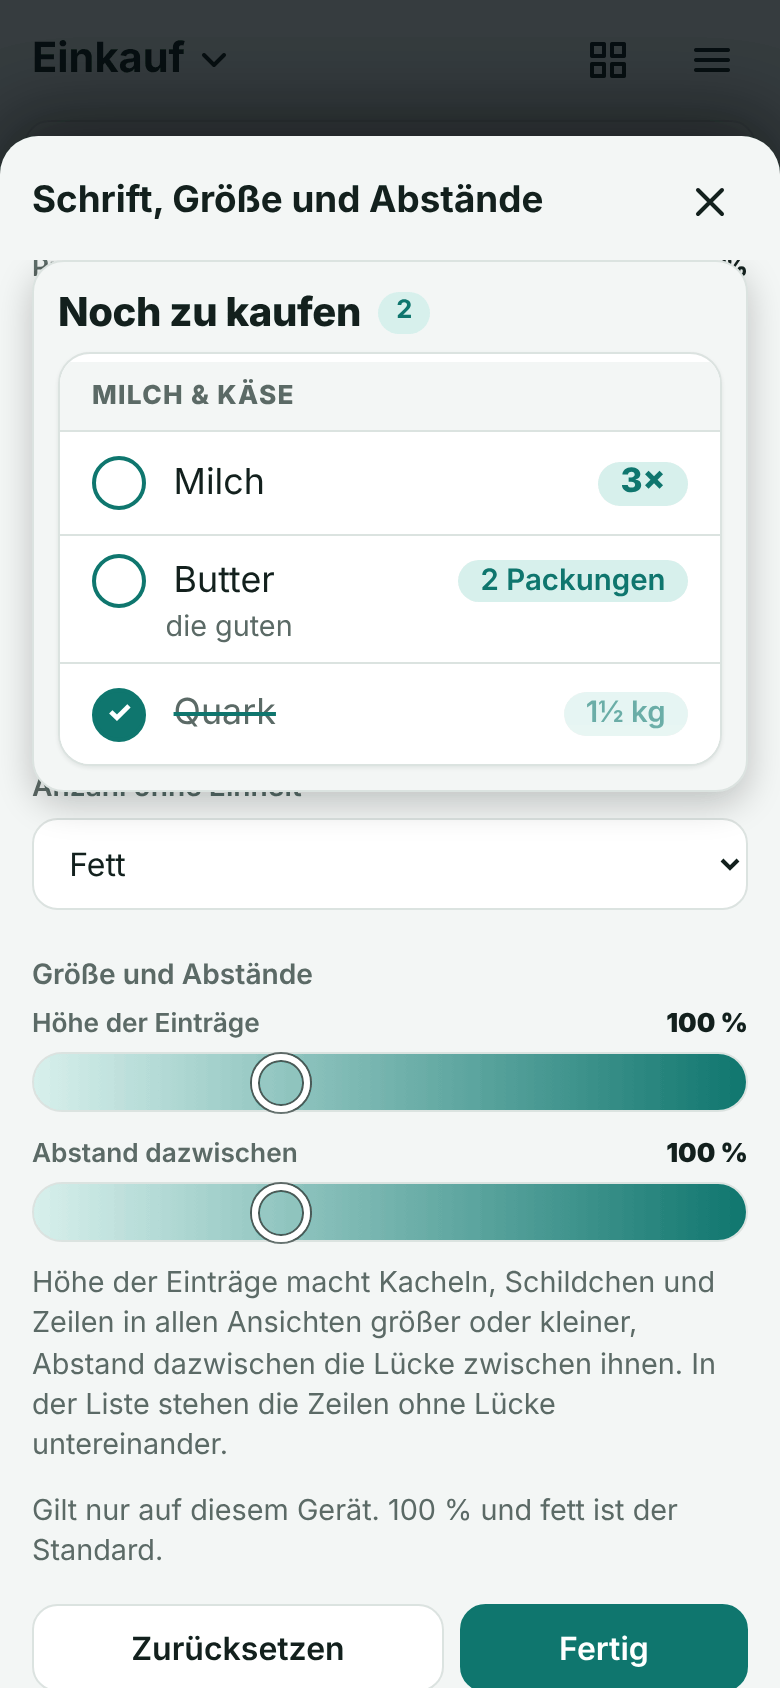 Einkauf
Schrift, Größe und Abstände
Noch zu kaufen 2
MILCH & KÄSE
Milch 3×
Butter 2 Packungen
die guten
Quark 1½ kg
Anzahl ohne Einheit
Fett
Größe und Abstände
Höhe der Einträge 100 %
Abstand dazwischen 100 %
Höhe der Einträge macht Kacheln, Schildchen und
Zeilen in allen Ansichten größer oder kleiner,
Abstand dazwischen die Lücke zwischen ihnen. In
der Liste stehen die Zeilen ohne Lücke
untereinander.
Gilt nur auf diesem Gerät. 100 % und fett ist der
Standard.
Zurücksetzen Fertig